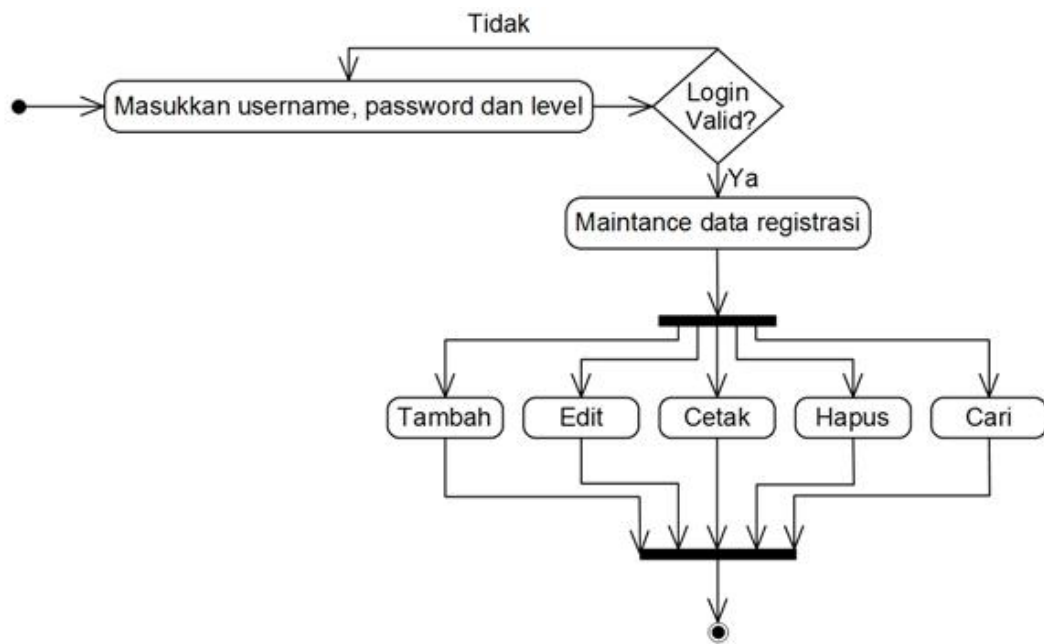 Tidak
Masukkan username, password dan level
Login
Valid?
Ya
Maintance data registrasi
Tambah
Edit
Cetak
Hapus
Cari